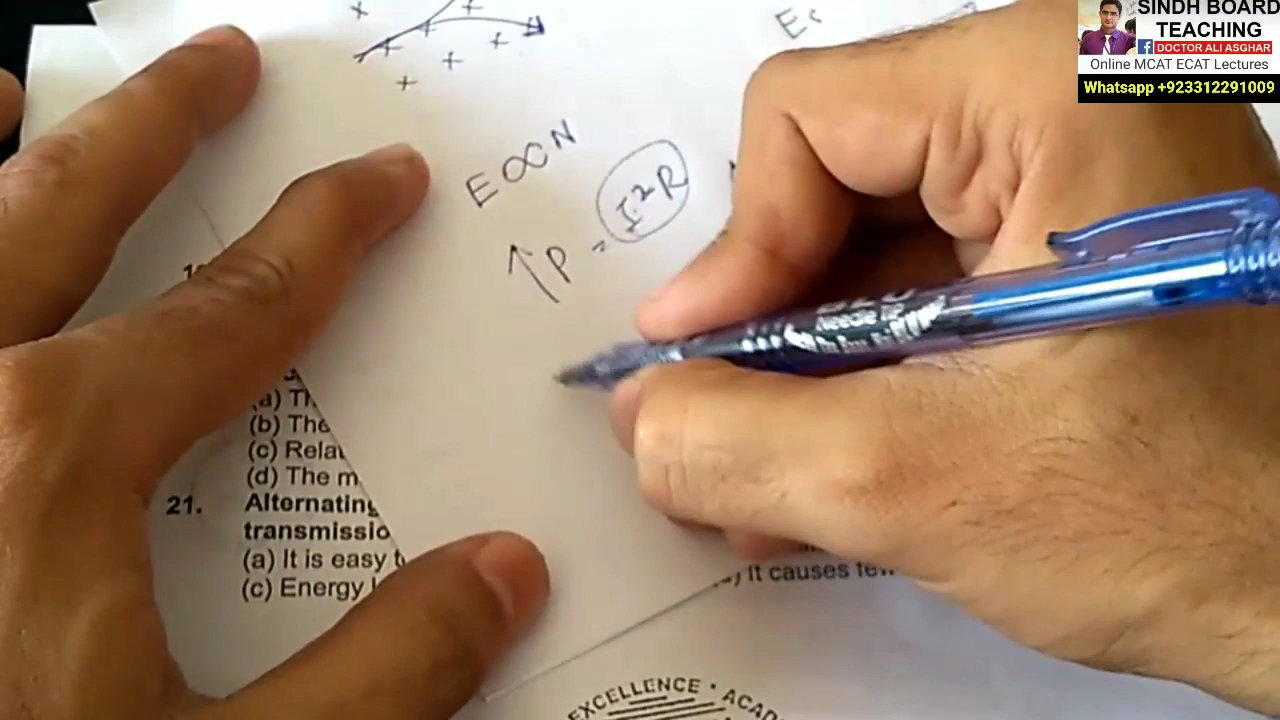 SINDH BOARD
TEACHING
DOCTOR ALI ASGHAR
Online MCAT ECAT Lectures
Whatsapp +923312291009
E ∝ N
↑P = I²R
(a) Th
(b) The
(c) Relat
(d) The m
21. Alternating
transmissio
(a) It is easy t
(c) Energy
) It causes few
EXCELLENCE • ACAD